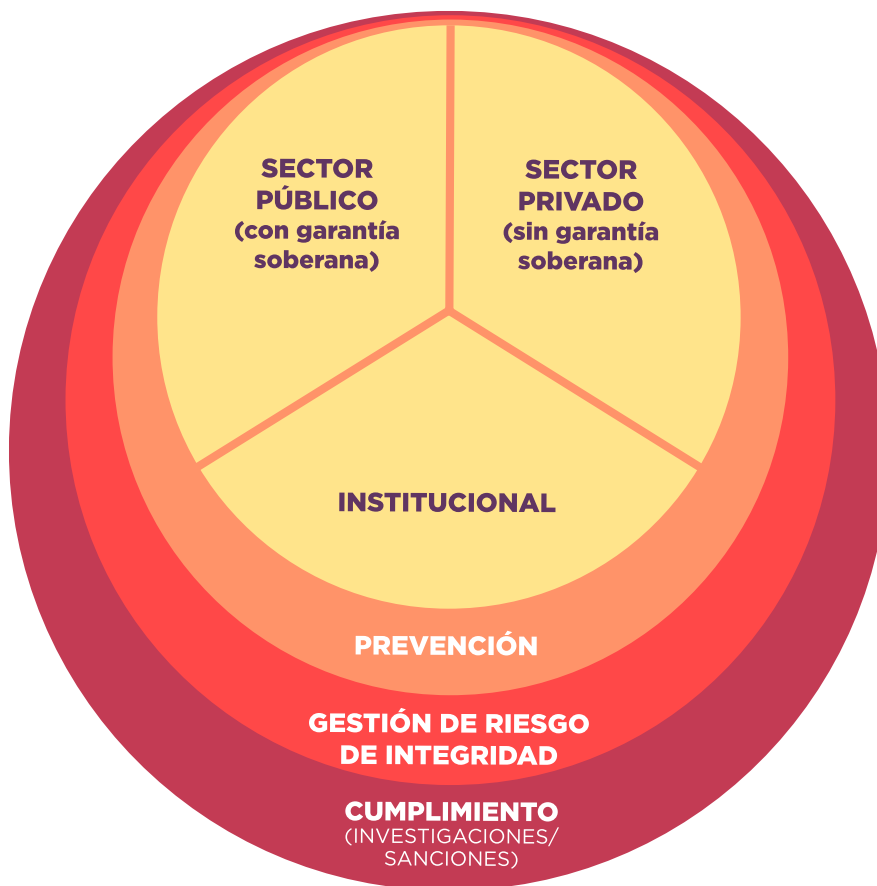 SECTOR
PÚBLICO
(con garantía
soberana)
SECTOR
PRIVADO
(sin garantía
soberana)
INSTITUCIONAL
PREVENCIÓN
GESTIÓN DE RIESGO
DE INTEGRIDAD
CUMPLIMIENTO
(INVESTIGACIONES/
SANCIONES)